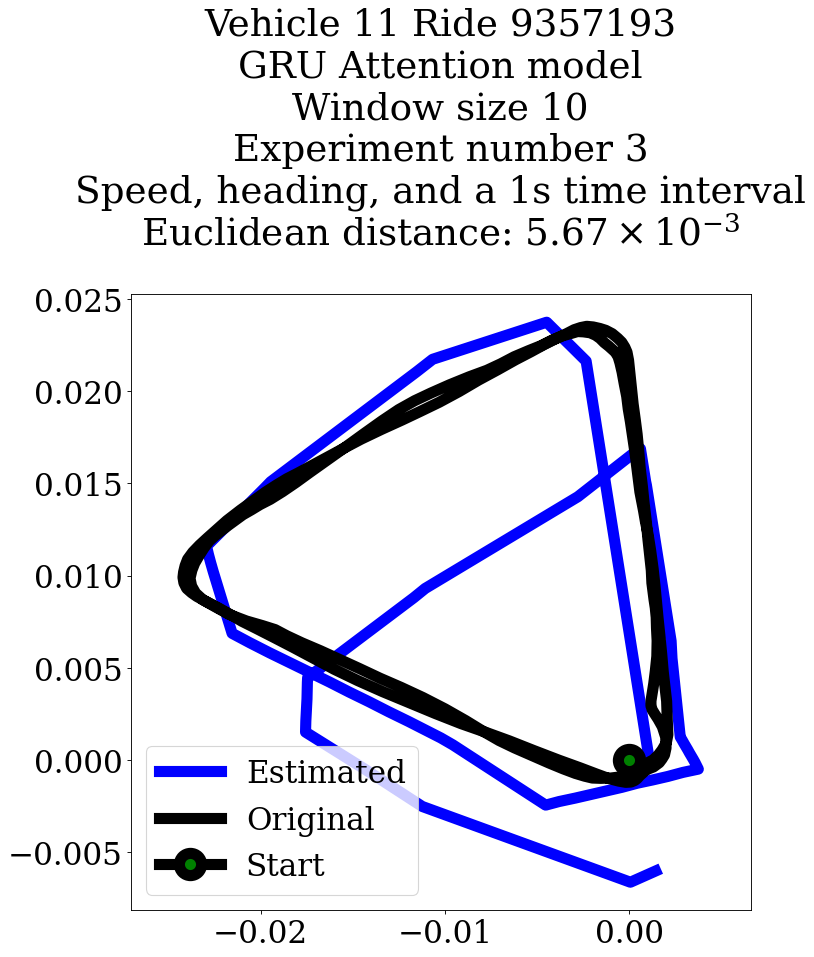 Vehicle 11 Ride 9357193
GRU Attention model
Window size 10
Experiment number 3
Speed, heading, and a 1s time interval
Euclidean distance: 5.67 × 10⁻³
0.025
0.020
0.015
0.010
0.005
0.000
−0.005
Estimated
Original
Start
−0.02 −0.01 0.00